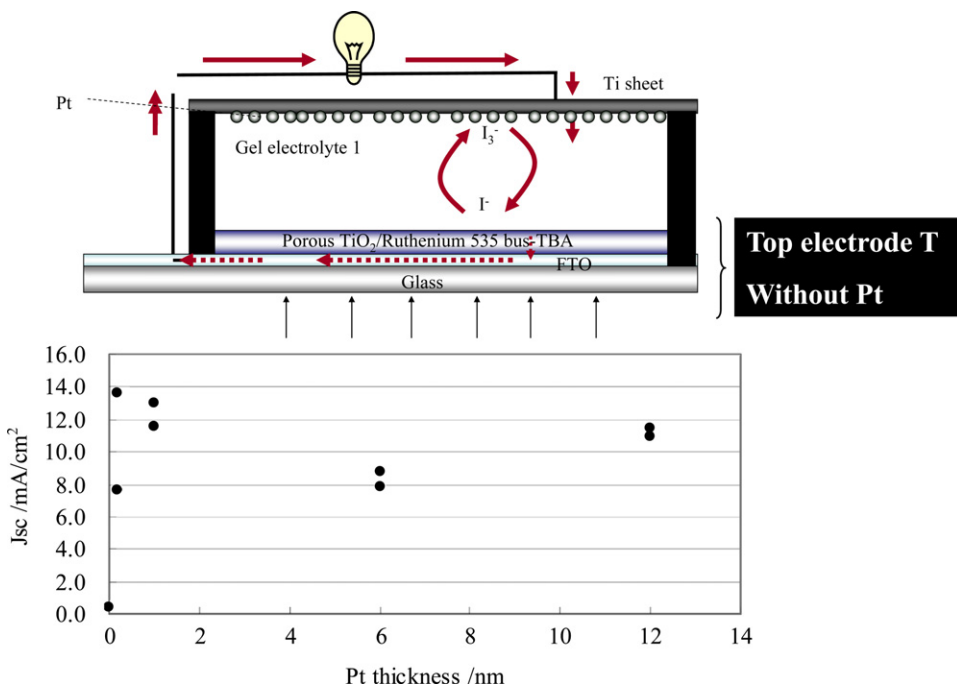 Ti sheet
Pt
I₃⁻
Gel electrolyte 1
I⁻
Porous TiO₂/Ruthenium 535 bus-TBA
FTO
Glass
Top electrode T
Without Pt
16.0
14.0
12.0
10.0
8.0
6.0
4.0
2.0
0.0
Jsc /mA/cm²
0 2 4 6 8 10 12 14
Pt thickness /nm